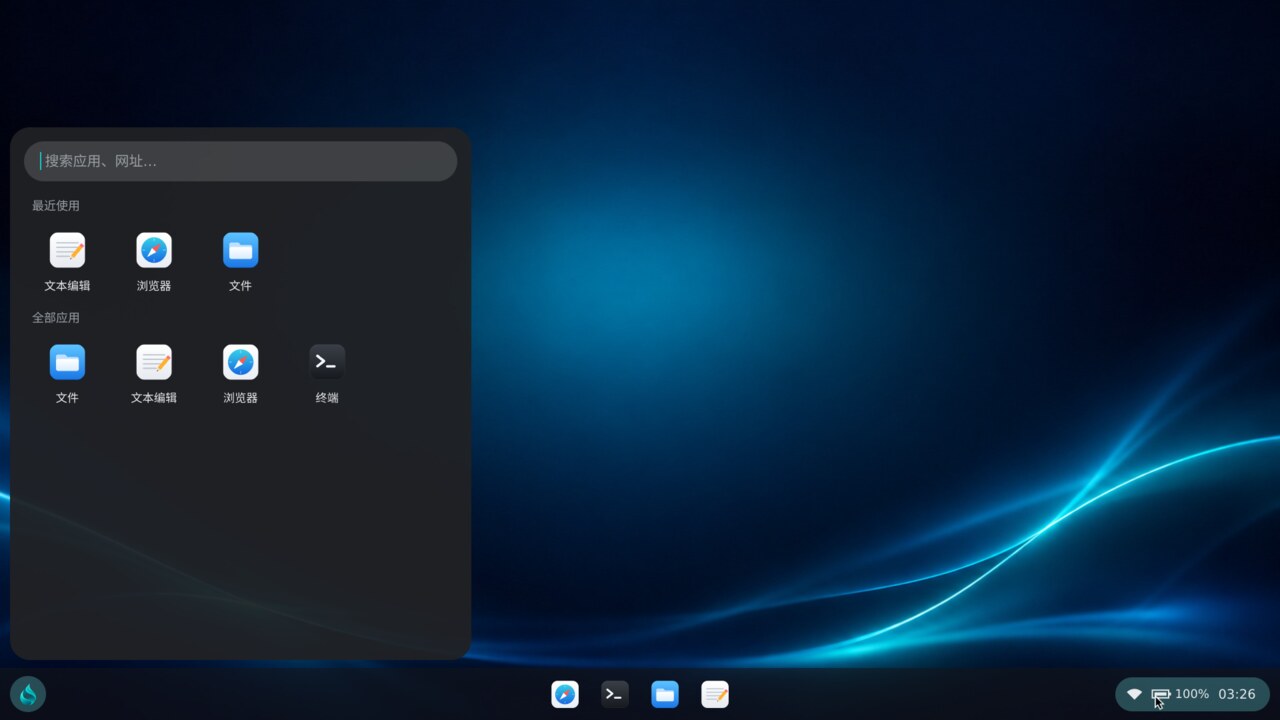 搜索应用、网址...
最近使用
文本编辑 浏览器 文件
全部应用
文件 文本编辑 浏览器 终端
100% 03:26